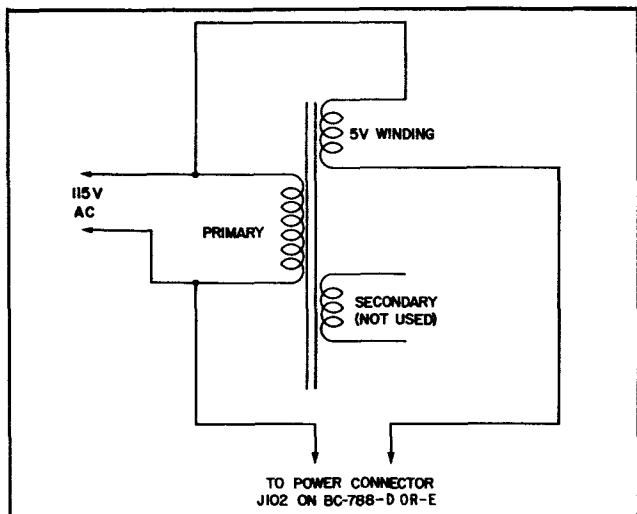 5V WINDING
115V
AC
PRIMARY
SECONDARY
(NOT USED)
TO POWER CONNECTOR
J102 ON BC-788-D OR-E